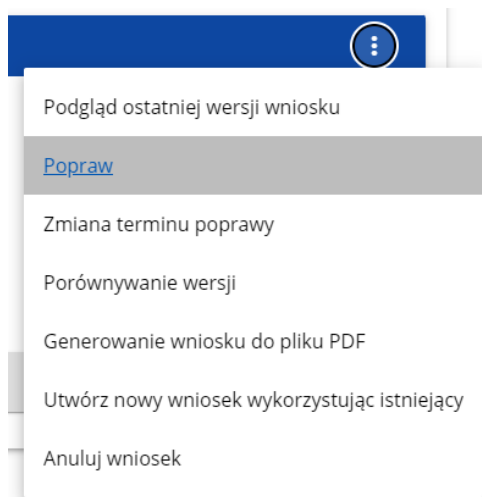 Podgląd ostatniej wersji wniosku
Popraw
Zmiana terminu poprawy
Porównywanie wersji
Generowanie wniosku do pliku PDF
Utwórz nowy wniosek wykorzystując istniejący
Anuluj wniosek